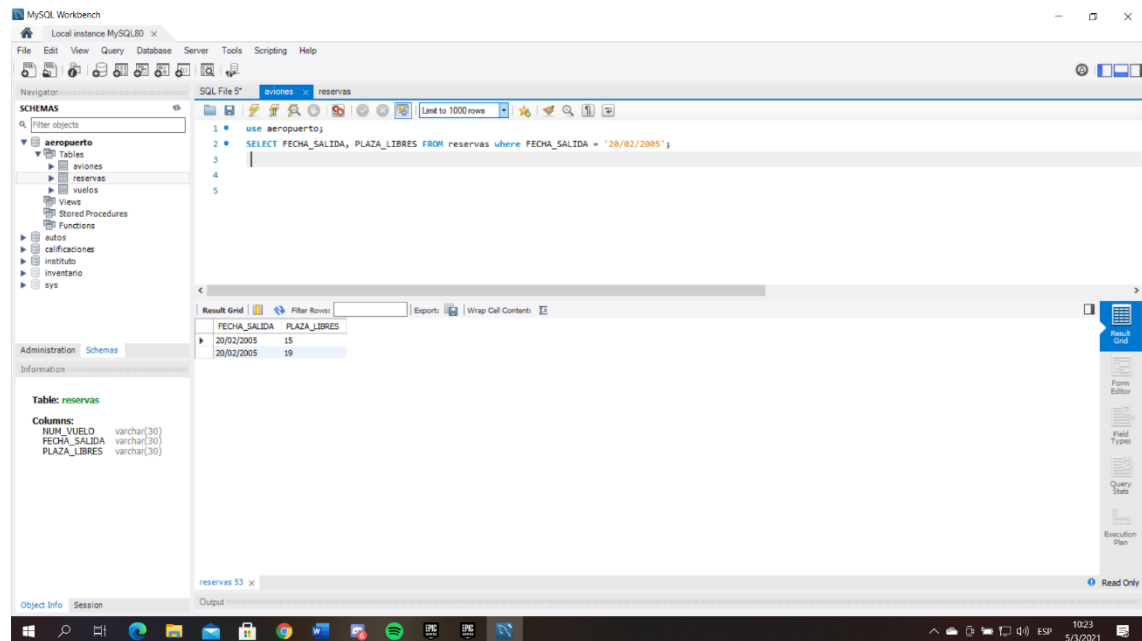 MySQL Workbench
Local instance MySQL80 ×
File Edit View Query Database Server Tools Scripting Help
Navigator
SCHEMAS
Filter objects
aeropuerto
Tables
aviones
reservas
vuelos
Views
Stored Procedures
Functions
autos
calificaciones
instituto
inventario
sys
Administration Schemas
Information
Table: reservas
Columns:
NUM_VUELO varchar(30)
FECHA_SALIDA varchar(30)
PLAZA_LIBRES varchar(30)
Object Info Session
SQL File 5* aviones × reservas
Limit to 1000 rows
1 use aeropuerto;
2 SELECT FECHA_SALIDA, PLAZA_LIBRES FROM reservas where FECHA_SALIDA = '20/02/2005';
3
4
5
Result Grid Filter Rows: Export: Wrap Cell Content:
FECHA_SALIDA PLAZA_LIBRES
20/02/2005 15
20/02/2005 19
Result Grid
Form Editor
Field Types
Query Stats
Execution Plan
reservas 53 ×
Read Only
Output
EPIC EPIC
ESP
10:23
5/3/2021